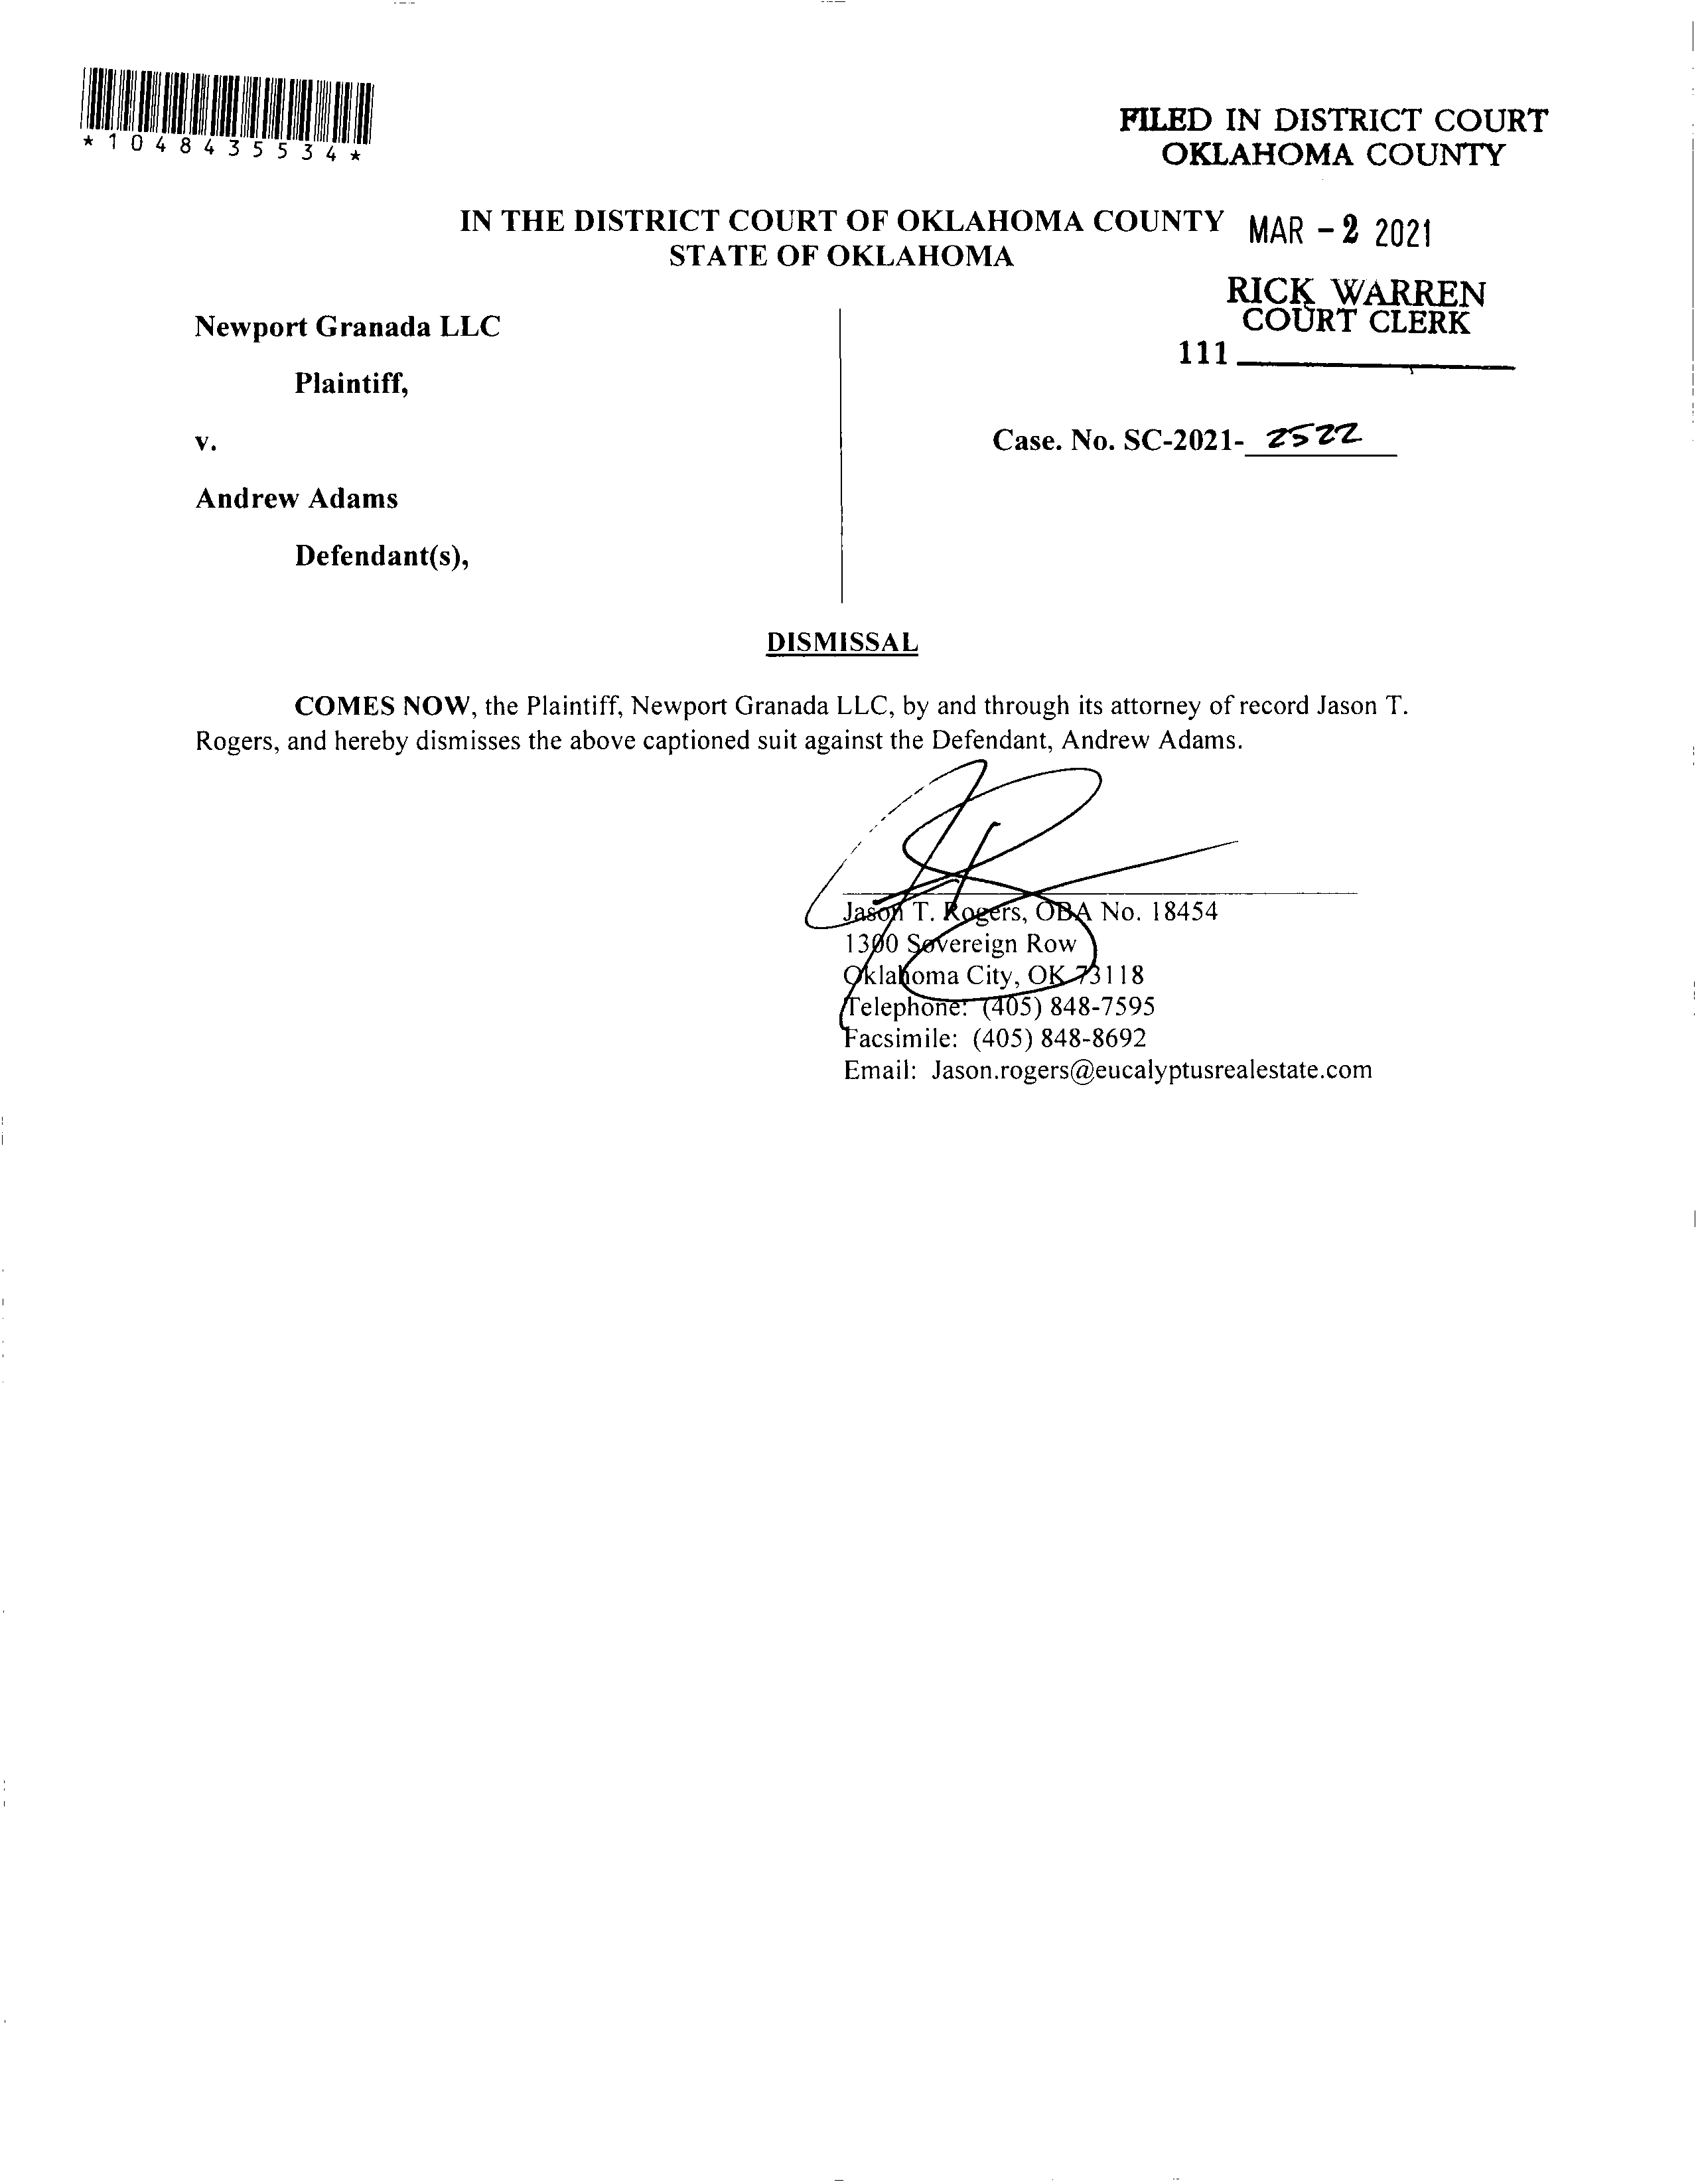 *1048435534*
FILED IN DISTRICT COURT
OKLAHOMA COUNTY
IN THE DISTRICT COURT OF OKLAHOMA COUNTY
STATE OF OKLAHOMA
MAR - 2 2021
RICK WARREN
COURT CLERK
111
Newport Granada LLC
Plaintiff,
v.
Case. No. SC-2021- 2522
Andrew Adams
Defendant(s),
DISMISSAL
COMES NOW, the Plaintiff, Newport Granada LLC, by and through its attorney of record Jason T.
Rogers, and hereby dismisses the above captioned suit against the Defendant, Andrew Adams.
Jason T. Rogers, OBA No. 18454
1300 Sovereign Row
Oklahoma City, OK 73118
Telephone: (405) 848-7595
Facsimile: (405) 848-8692
Email: Jason.rogers@eucalyptusrealestate.com